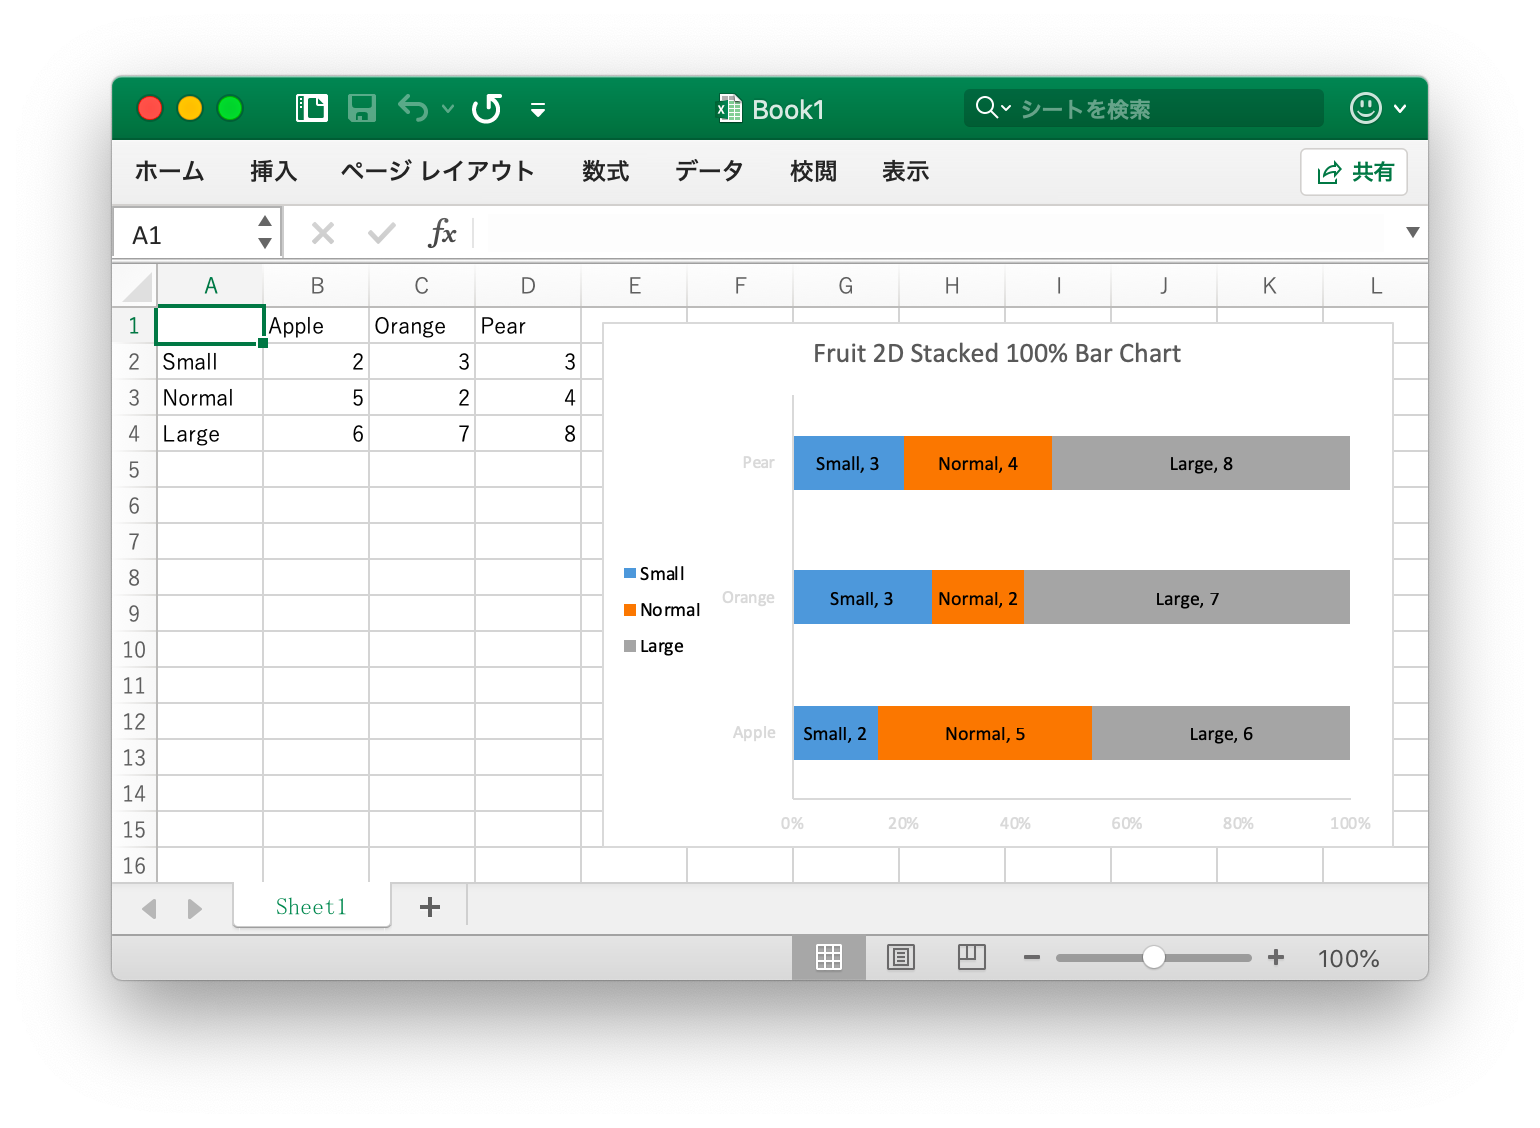 Book1
シートを検索
ホーム 挿入 ページ レイアウト 数式 データ 校閲 表示 共有
A1 fx
A B C D E F G H I J K L
1 Apple Orange Pear
2 Small 2 3 3
3 Normal 5 2 4
4 Large 6 7 8
5
6
7
8
9
10
11
12
13
14
15
16
Fruit 2D Stacked 100% Bar Chart
Pear Small, 3 Normal, 4 Large, 8
Small
Normal
Large
Orange Small, 3 Normal, 2 Large, 7
Apple Small, 2 Normal, 5 Large, 6
0% 20% 40% 60% 80% 100%
Sheet1
100%